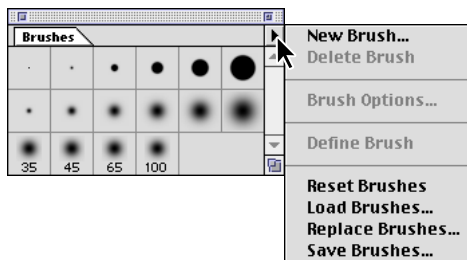 Brushes
35 45 65 100
New Brush...
Delete Brush
Brush Options...
Define Brush
Reset Brushes
Load Brushes...
Replace Brushes...
Save Brushes...